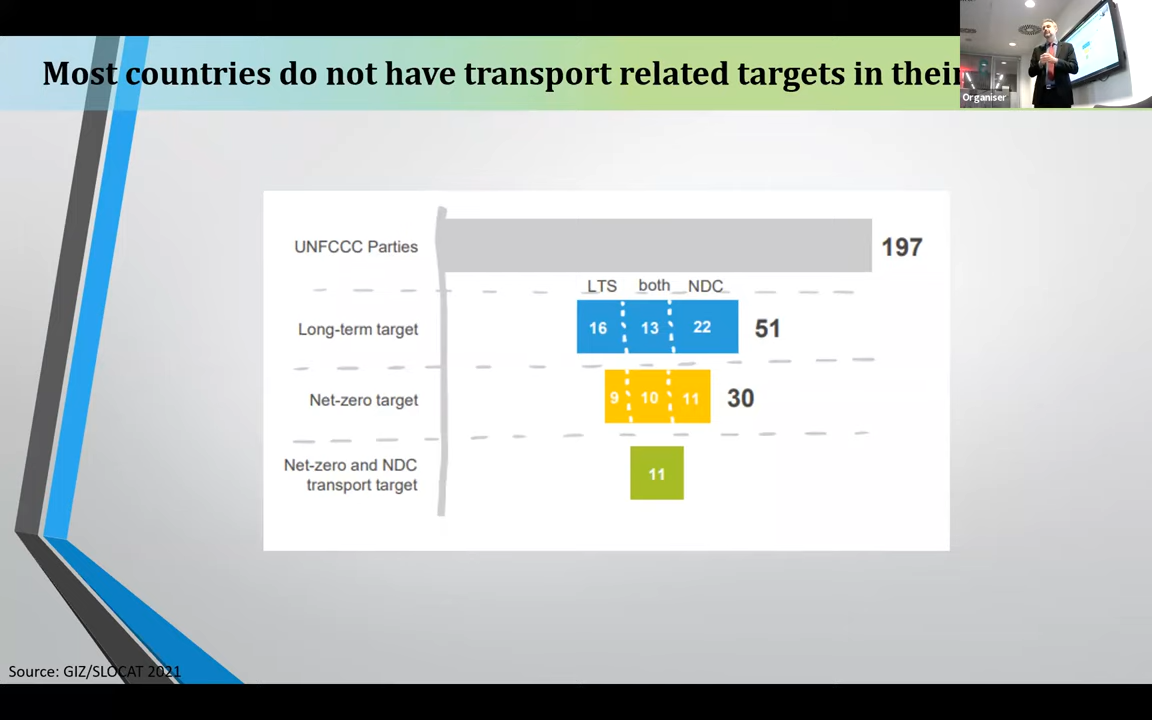 Most countries do not have transport related targets in their
Organiser
UNFCCC Parties
197
LTS both NDC
Long-term target
16 13 22
51
Net-zero target
9 10 11
30
Net-zero and NDC
transport target
11
Source: GIZ/SLOCAT 2021